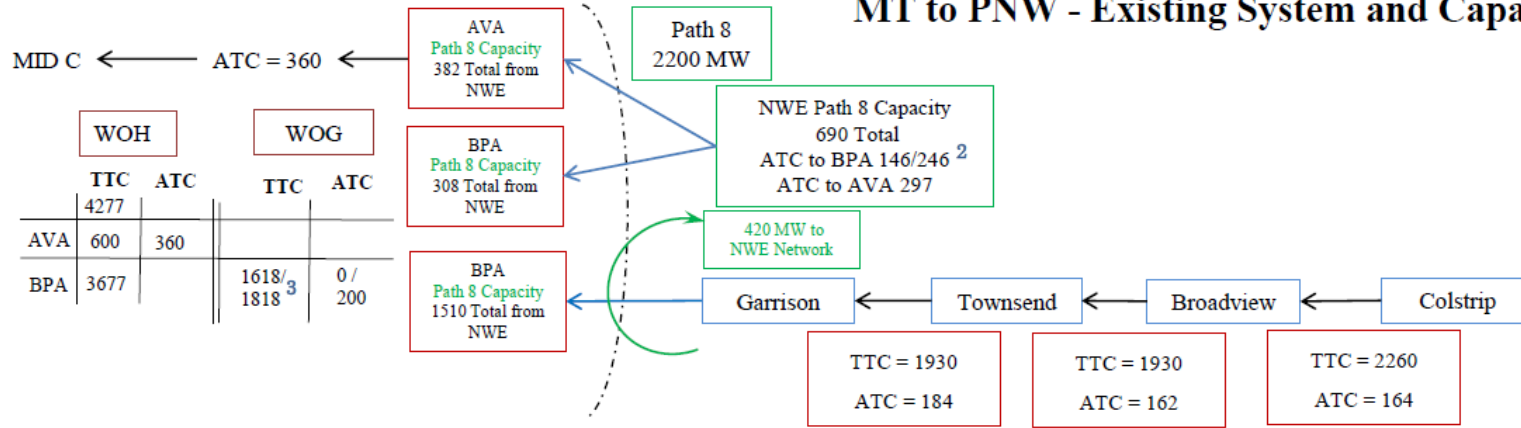 MT to PNW - Existing System and Capa
Path 8
2200 MW
AVA
Path 8 Capacity
382 Total from
NWE
ATC = 360
MID C
NWE Path 8 Capacity
690 Total
ATC to BPA 146/246 2
ATC to AVA 297
WOH
WOG
BPA
Path 8 Capacity
308 Total from
NWE
TTC ATC TTC ATC
4277
AVA 600 360
BPA 3677 1618/ 3 0 /
1818 200
420 MW to
NWE Network
BPA
Path 8 Capacity
1510 Total from
NWE
Garrison
Townsend
Broadview
Colstrip
TTC = 1930
ATC = 184
TTC = 1930
ATC = 162
TTC = 2260
ATC = 164